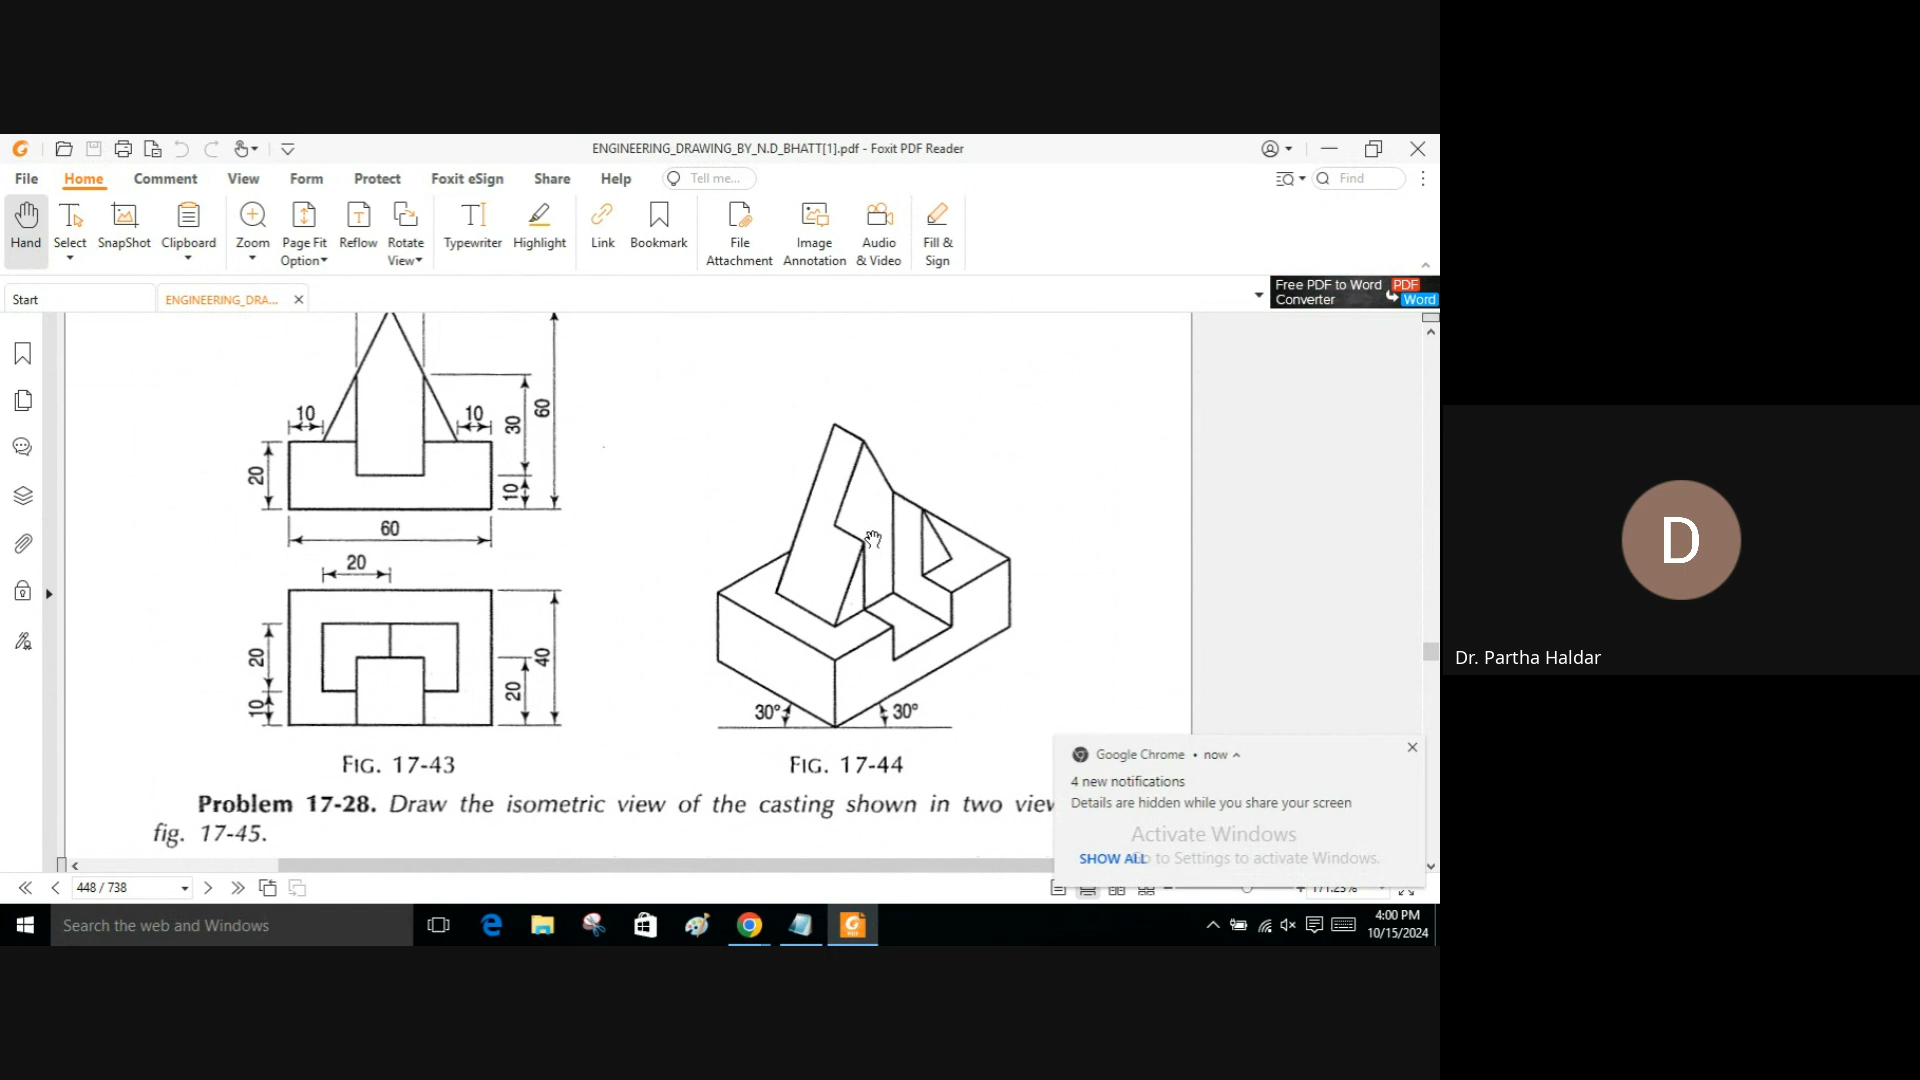 ENGINEERING_DRAWING_BY_N.D_BHATT[1].pdf - Foxit PDF Reader
File Home Comment View Form Protect Foxit eSign Share Help Tell me... Find
Hand Select SnapShot Clipboard Zoom Page Fit Option Reflow Rotate View Typewriter Highlight Link Bookmark File Attachment Image Annotation Audio & Video Fill & Sign
Start ENGINEERING_DRA...
Free PDF to Word
Converter
PDF
Word
10 10
30 60
20
10
60
20
20
40
10
20
30° 30°
FIG. 17-43 FIG. 17-44
Problem 17-28. Draw the isometric view of the casting shown in two
fig. 17-45.
Google Chrome • now
4 new notifications
Details are hidden while you share your screen
Activate Windows
Go to Settings to activate Windows.
SHOW ALL
448 / 738
Search the web and Windows
4:00 PM
10/15/2024
D
Dr. Partha Haldar